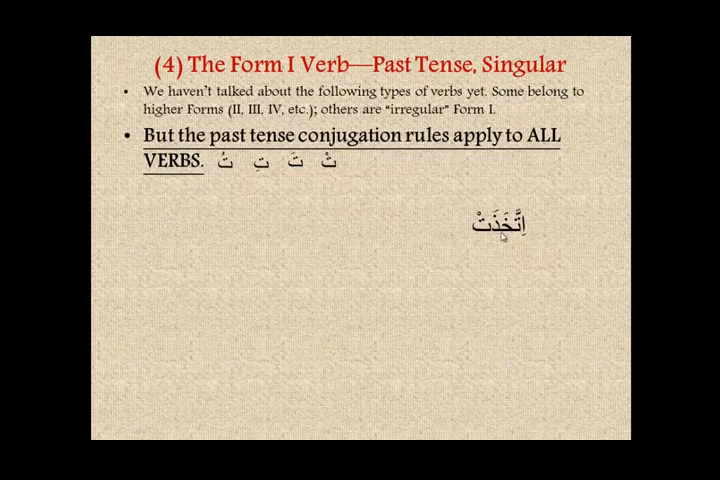 (4) The Form I Verb—Past Tense, Singular
• We haven't talked about the following types of verbs yet. Some belong to
higher Forms (II, III, IV, etc.); others are "irregular" Form I.
• But the past tense conjugation rules apply to ALL
VERBS. تُ تِ تَ تْ
اِتَّخَذَتْ